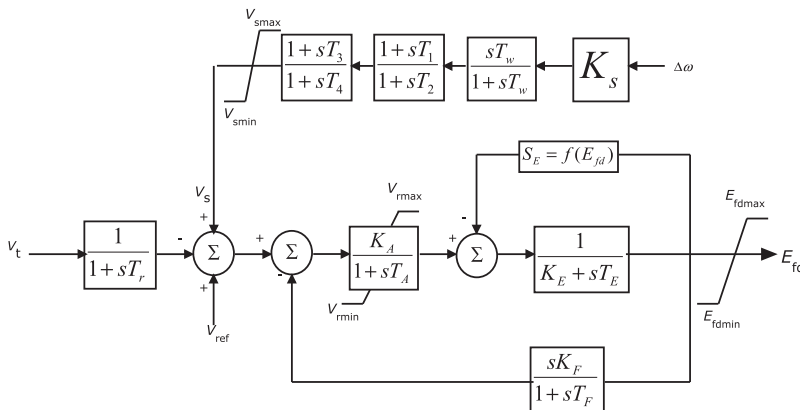 V_smax
V_smin
1 + sT_3
1 + sT_4
1 + sT_1
1 + sT_2
sT_w
1 + sT_w
K_s
Δω
S_E = f(E_fd)
V_s
V_rmax
E_fdmax
+
-
+
-
+
V_t
1
1 + sT_r
Σ
Σ
K_A
1 + sT_A
Σ
1
K_E + sT_E
E_fd
+
-
V_rmin
E_fdmin
V_ref
sK_F
1 + sT_F